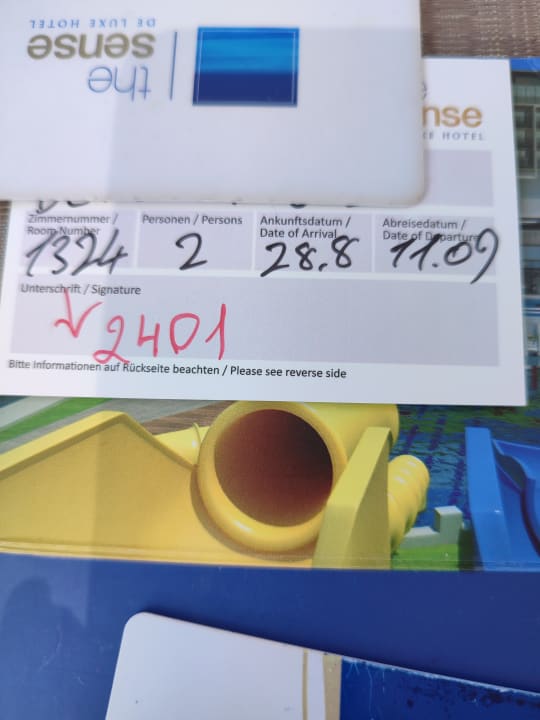 the
sense
DE LUXE HOTEL
nse
HOTEL
Zimmernummer / Room Number
Personen / Persons
Ankunftsdatum / Date of Arrival
Abreisedatum / Date of Departure
1324
2
28.8
11.09
Unterschrift / Signature
2401
Bitte Informationen auf Rückseite beachten / Please see reverse side